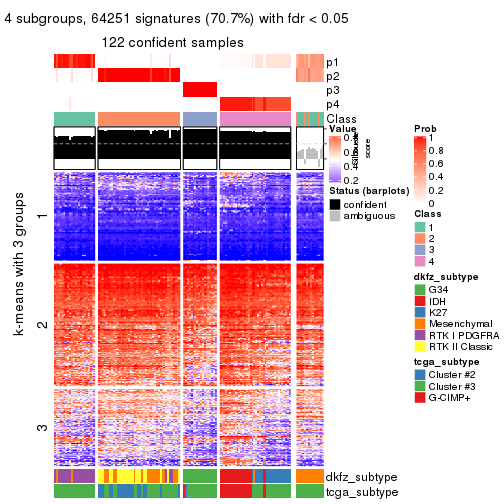 4 subgroups, 64251 signatures (70.7%) with fdr < 0.05
122 confident samples
p1
p2
p3
p4
Class
score
k-means with 3 groups
1
2
3
dkfz_subtype
tcga_subtype
Value
0.4
0.2
Status (barplots)
confident
ambiguous
Prob
1
0.8
0.6
0.4
0.2
0
Class
1
2
3
4
dkfz_subtype
G34
IDH
K27
Mesenchymal
RTK I PDGFRA
RTK II Classic
tcga_subtype
Cluster #2
Cluster #3
G-CIMP+